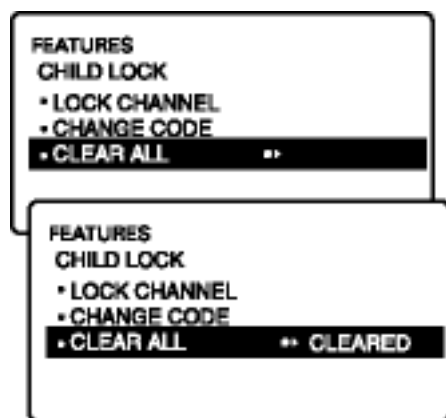 FEATURES
CHILD LOCK
• LOCK CHANNEL
• CHANGE CODE
• CLEAR ALL
FEATURES
CHILD LOCK
• LOCK CHANNEL
• CHANGE CODE
• CLEAR ALL CLEARED